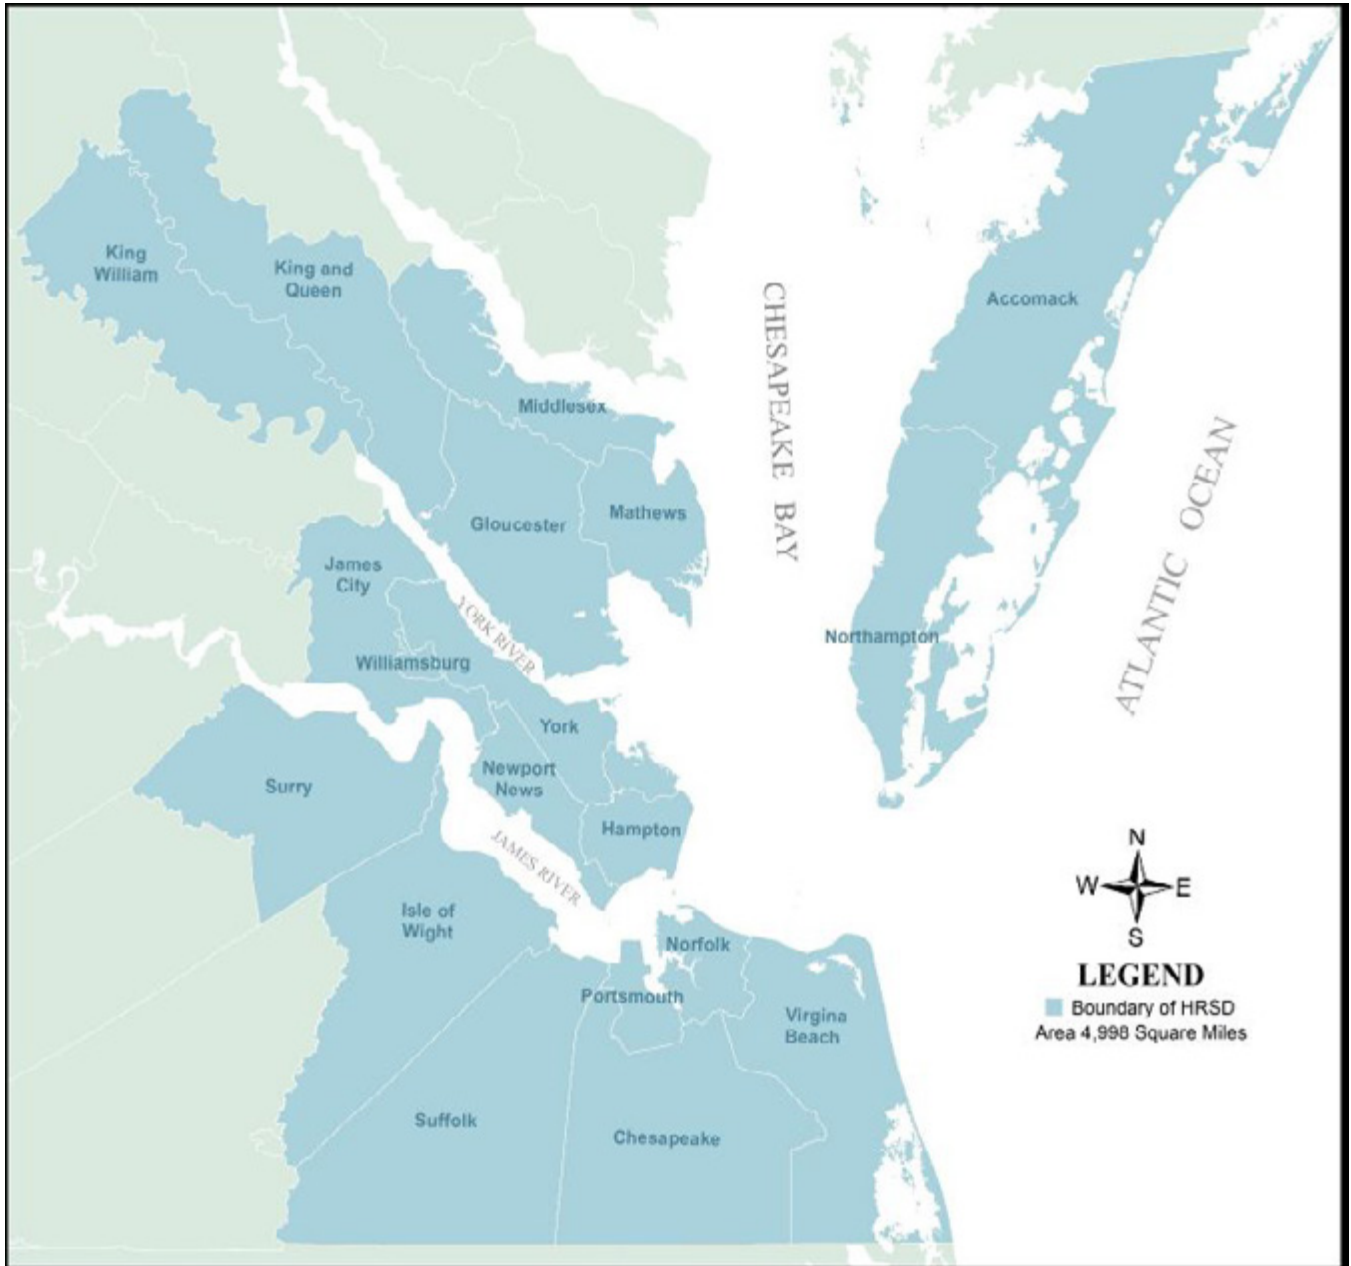 King
William
King and
Queen
Accomack
CHESAPEAKE BAY
Middlesex
ATLANTIC OCEAN
Mathews
Gloucester
James
City
YORK RIVER
Northampton
Williamsburg
York
Newport
News
Surry
Hampton
JAMES RIVER
N
W E
S
Isle of
Wight
Norfolk
LEGEND
Portsmouth
Boundary of HRSD
Area 4,998 Square Miles
Virgina
Beach
Suffolk
Chesapeake